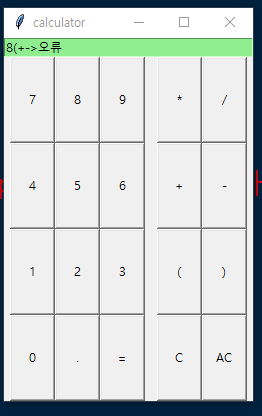 calculator
8(+-->오류
7 8 9 * /
4 5 6 + -
1 2 3 ( )
0 . = C AC